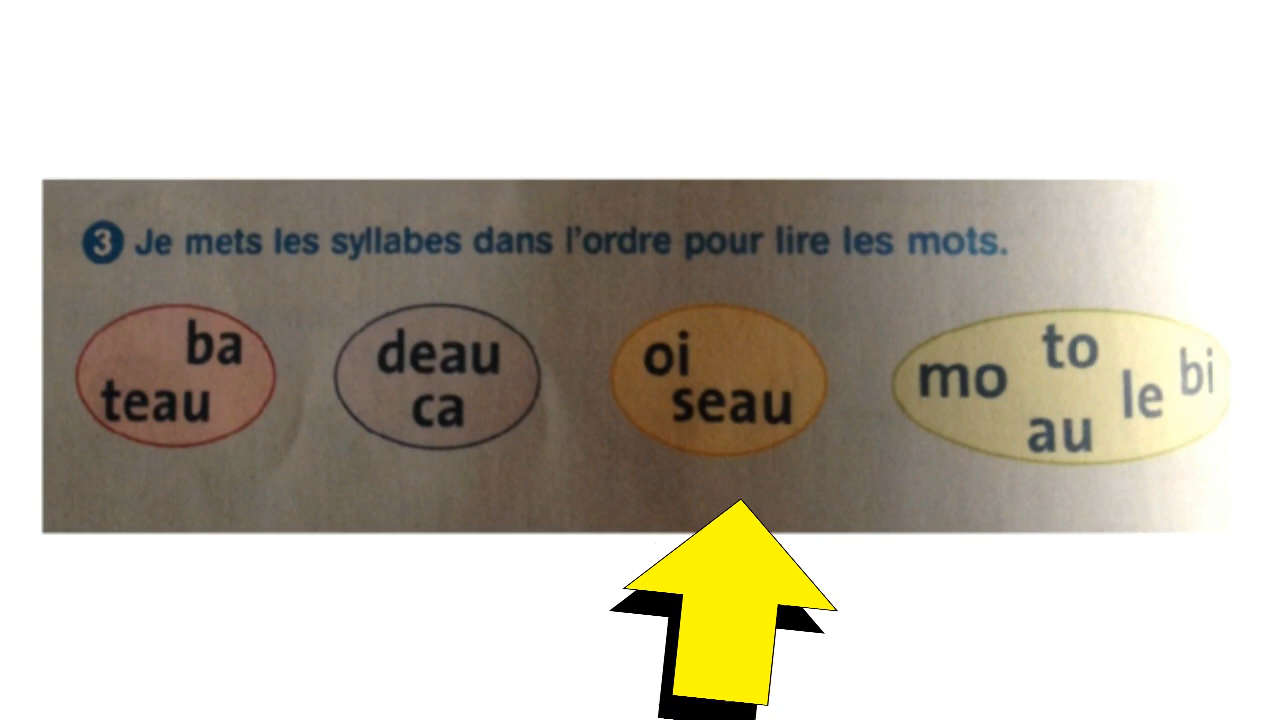 3 Je mets les syllabes dans l'ordre pour lire les mots.
ba
teau
deau
ca
oi
seau
mo
to
au
le
bi